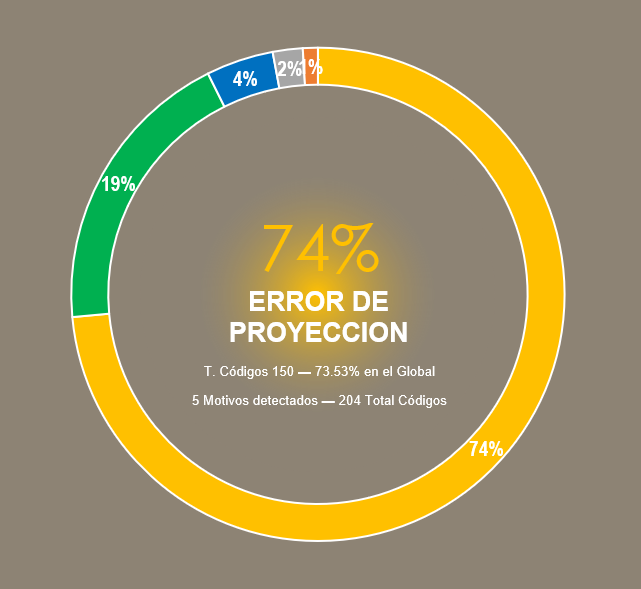 4%
2%
1%
19%
74%
ERROR DE
PROYECCION
T. Códigos 150 — 73.53% en el Global
5 Motivos detectados — 204 Total Códigos
74%